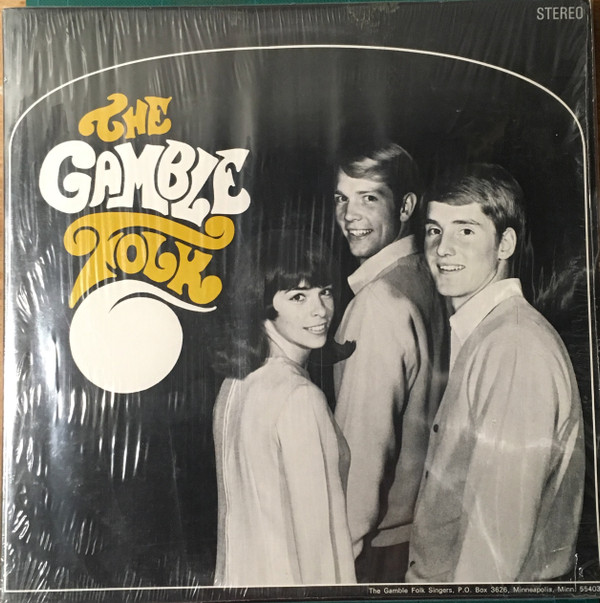 STEREO
THE
GAMBLE
FOLK
The Gamble Folk Singers, P.O. Box 3626, Minneapolis, Minn. 55403